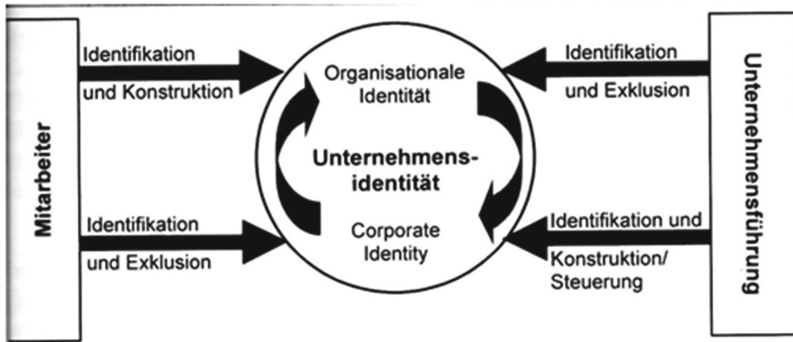 Mitarbeiter
Identifikation
und Konstruktion
Identifikation
und Exklusion
Organisationale
Identität
Unternehmens-
identität
Corporate
Identity
Identifikation
und Exklusion
Identifikation und
Konstruktion/
Steuerung
Unternehmensführung